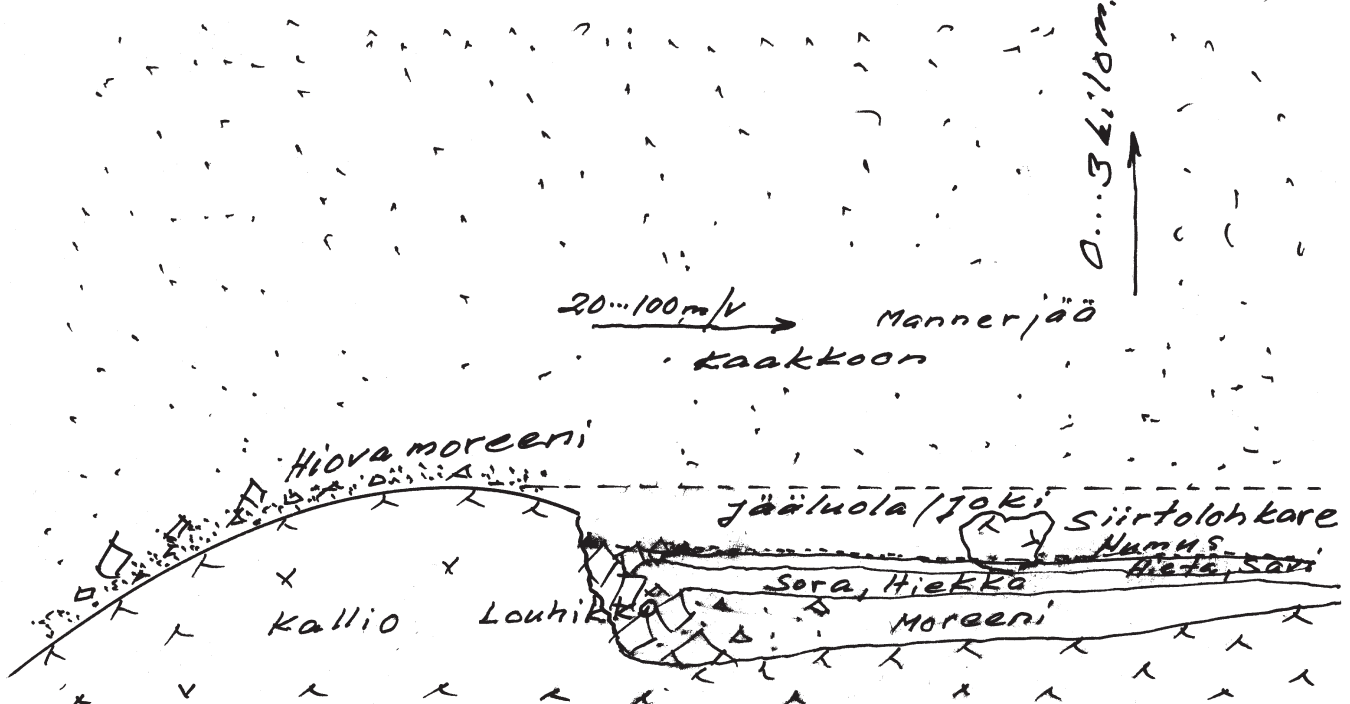 0...3 kilom.
20...100 m/v
Mannerjää
Kaakkoon
Hiova moreeni
Jääluola/Joki
Siirtolohkare
Humus
Hieta, Savi
Sora, Hiekka
Kallio
Louhikko
Moreeni